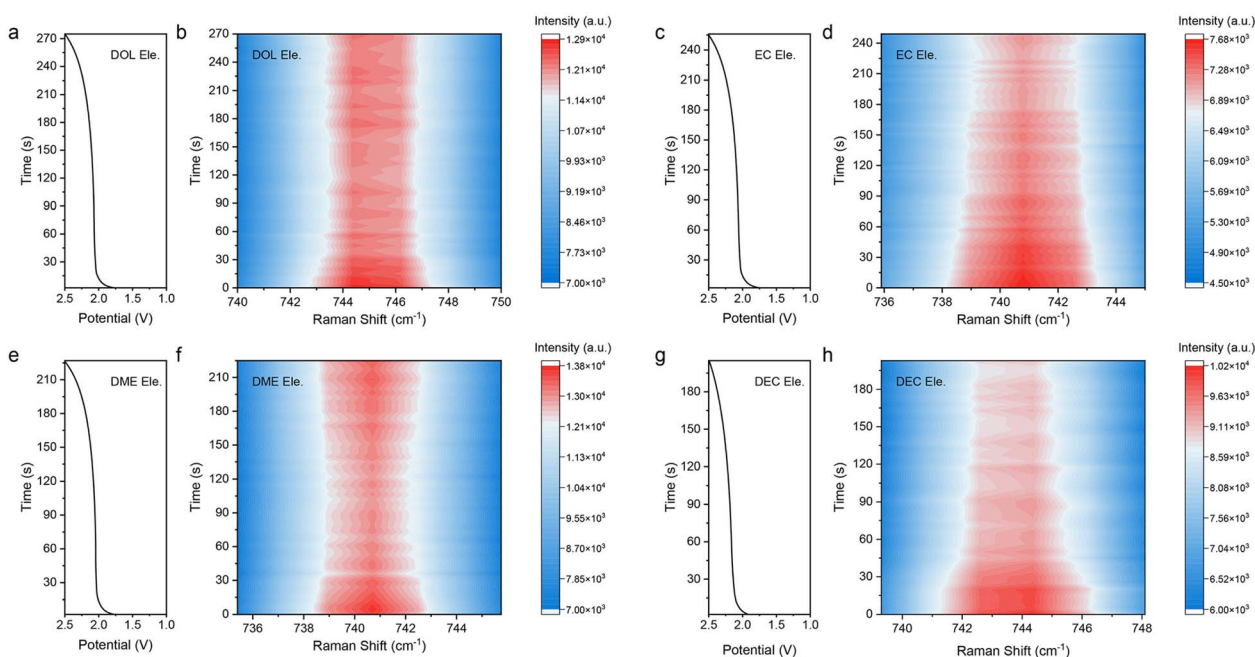 a
DOL Ele.
270
240
210
180
150
120
90
60
30
Time (s)
2.5 2.0 1.5 1.0
Potential (V)
b
DOL Ele.
270
240
210
180
150
120
90
60
30
0
Time (s)
740 742 744 746 748 750
Raman Shift (cm⁻¹)
Intensity (a.u.)
1.29×10⁴
1.21×10⁴
1.14×10⁴
1.07×10⁴
9.93×10³
9.19×10³
8.46×10³
7.73×10³
7.00×10³
c
EC Ele.
240
210
180
150
120
90
60
30
Time (s)
2.5 2.0 1.5 1.0
Potential (V)
d
EC Ele.
240
210
180
150
120
90
60
30
0
Time (s)
736 738 740 742 744
Raman Shift (cm⁻¹)
Intensity (a.u.)
7.68×10³
7.28×10³
6.89×10³
6.49×10³
6.09×10³
5.69×10³
5.30×10³
4.90×10³
4.50×10³
e
DME Ele.
210
180
150
120
90
60
30
Time (s)
2.5 2.0 1.5 1.0
Potential (V)
f
DME Ele.
210
180
150
120
90
60
30
0
Time (s)
736 738 740 742 744
Raman Shift (cm⁻¹)
Intensity (a.u.)
1.38×10⁴
1.30×10⁴
1.21×10⁴
1.13×10⁴
1.04×10⁴
9.55×10³
8.70×10³
7.85×10³
7.00×10³
g
DEC Ele.
180
150
120
90
60
30
Time (s)
2.5 2.0 1.5 1.0
Potential (V)
h
DEC Ele.
180
150
120
90
60
30
0
Time (s)
740 742 744 746 748
Raman Shift (cm⁻¹)
Intensity (a.u.)
1.02×10⁴
9.63×10³
9.11×10³
8.59×10³
8.08×10³
7.56×10³
7.04×10³
6.52×10³
6.00×10³